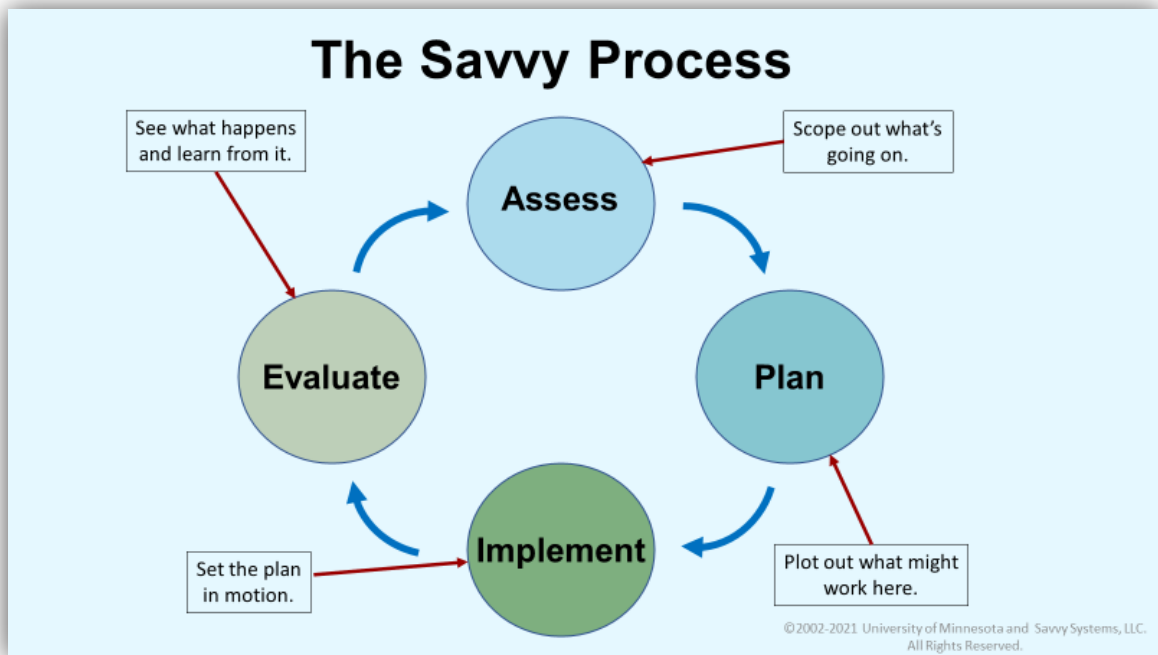 The Savvy Process
See what happens
and learn from it.
Scope out what's
going on.
Assess
Evaluate
Plan
Implement
Set the plan
in motion.
Plot out what might
work here.
©2002-2021 University of Minnesota and Savvy Systems, LLC.
All Rights Reserved.